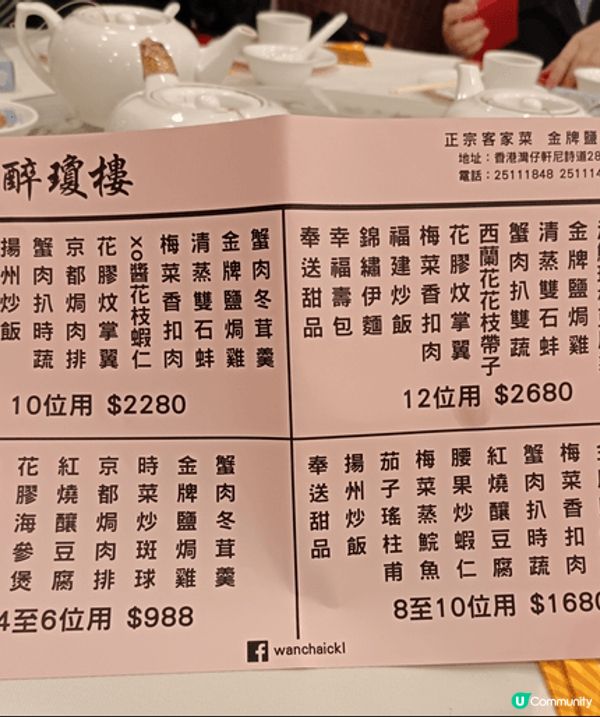 醉瓊樓
正宗客家菜 金牌鹽
地址：香港灣仔軒尼詩道28
電話：25111848 251114
蟹肉冬茸羹
金牌鹽焗雞
清蒸雙石蚌
梅菜香扣肉
XO醬花枝蝦仁
花膠炆掌翼
京都焗肉排
蟹肉扒時蔬
揚州炒飯
10位用 $2280
金牌鹽焗雞
清蒸雙石蚌
蟹肉扒雙蔬
西蘭花花枝帶子
花膠炆掌翼
梅菜香扣肉
福建炒飯
錦繡伊麵
幸福壽包
奉送甜品
12位用 $2680
蟹肉冬茸羹
金牌鹽焗雞
時菜炒斑球
京都焗肉排
紅燒釀豆腐
花膠海參煲
4至6位用 $988
梅菜香扣肉
蟹肉扒時蔬
紅燒釀豆腐
腰果炒蝦仁
梅菜蒸鯇魚
茄子瑤柱甫
揚州炒飯
奉送甜品
8至10位用 $1680
wanchaickl
U Community